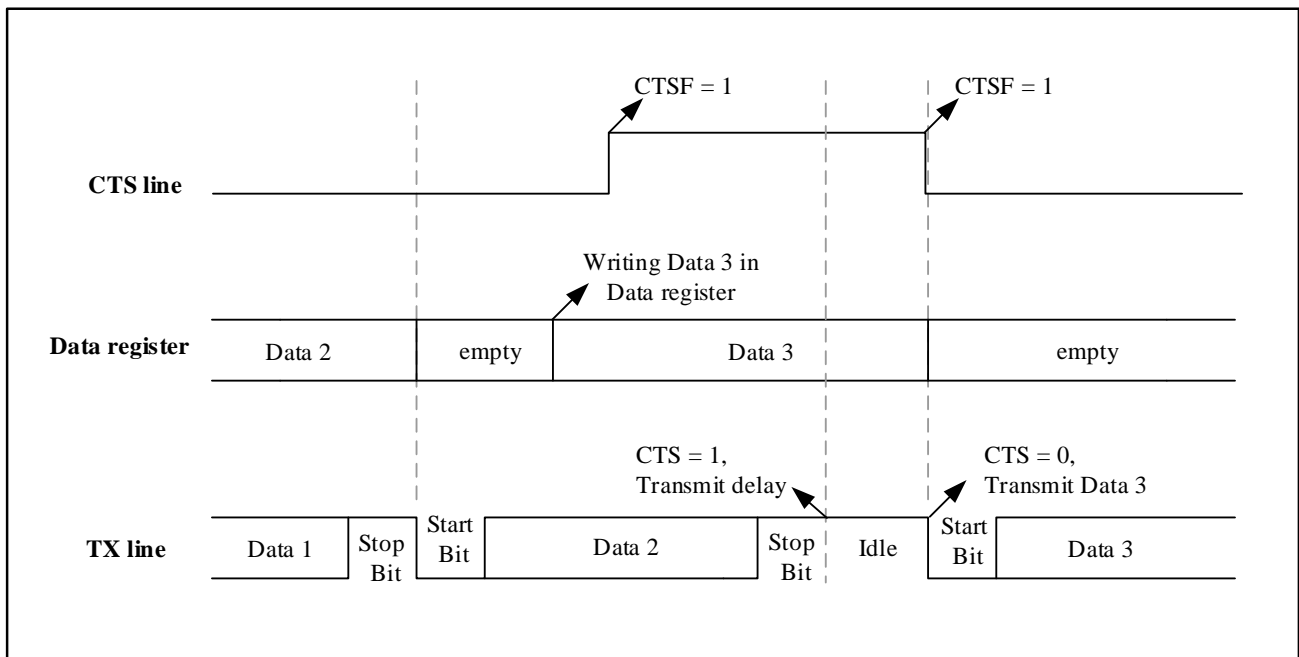 CTSF = 1
CTSF = 1
CTS line
Writing Data 3 in
Data register
Data register
Data 2
empty
Data 3
empty
CTS = 1,
Transmit delay
CTS = 0,
Transmit Data 3
TX line
Data 1
Stop
Bit
Start
Bit
Data 2
Stop
Bit
Idle
Start
Bit
Data 3